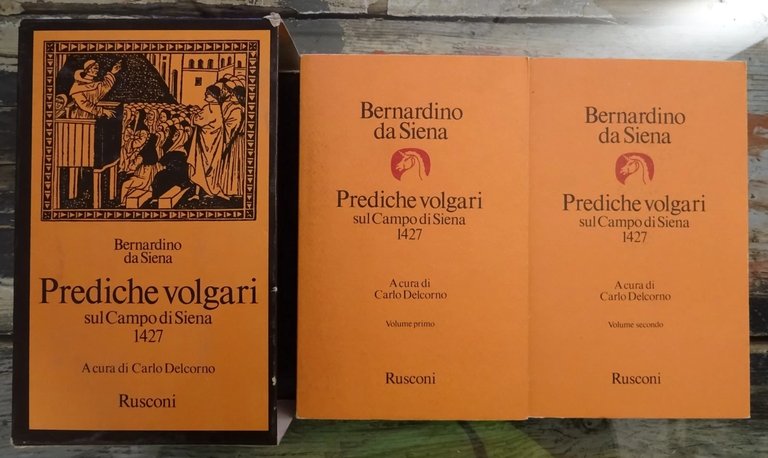 Bernardino
da Siena
Prediche volgari
sul Campo di Siena
1427
A cura di Carlo Delcorno
Rusconi
Bernardino
da Siena
Prediche volgari
sul Campo di Siena
1427
A cura di
Carlo Delcorno
Volume primo
Rusconi
Bernardino
da Siena
Prediche volgari
sul Campo di Siena
1427
A cura di
Carlo Delcorno
Volume secondo
Rusconi